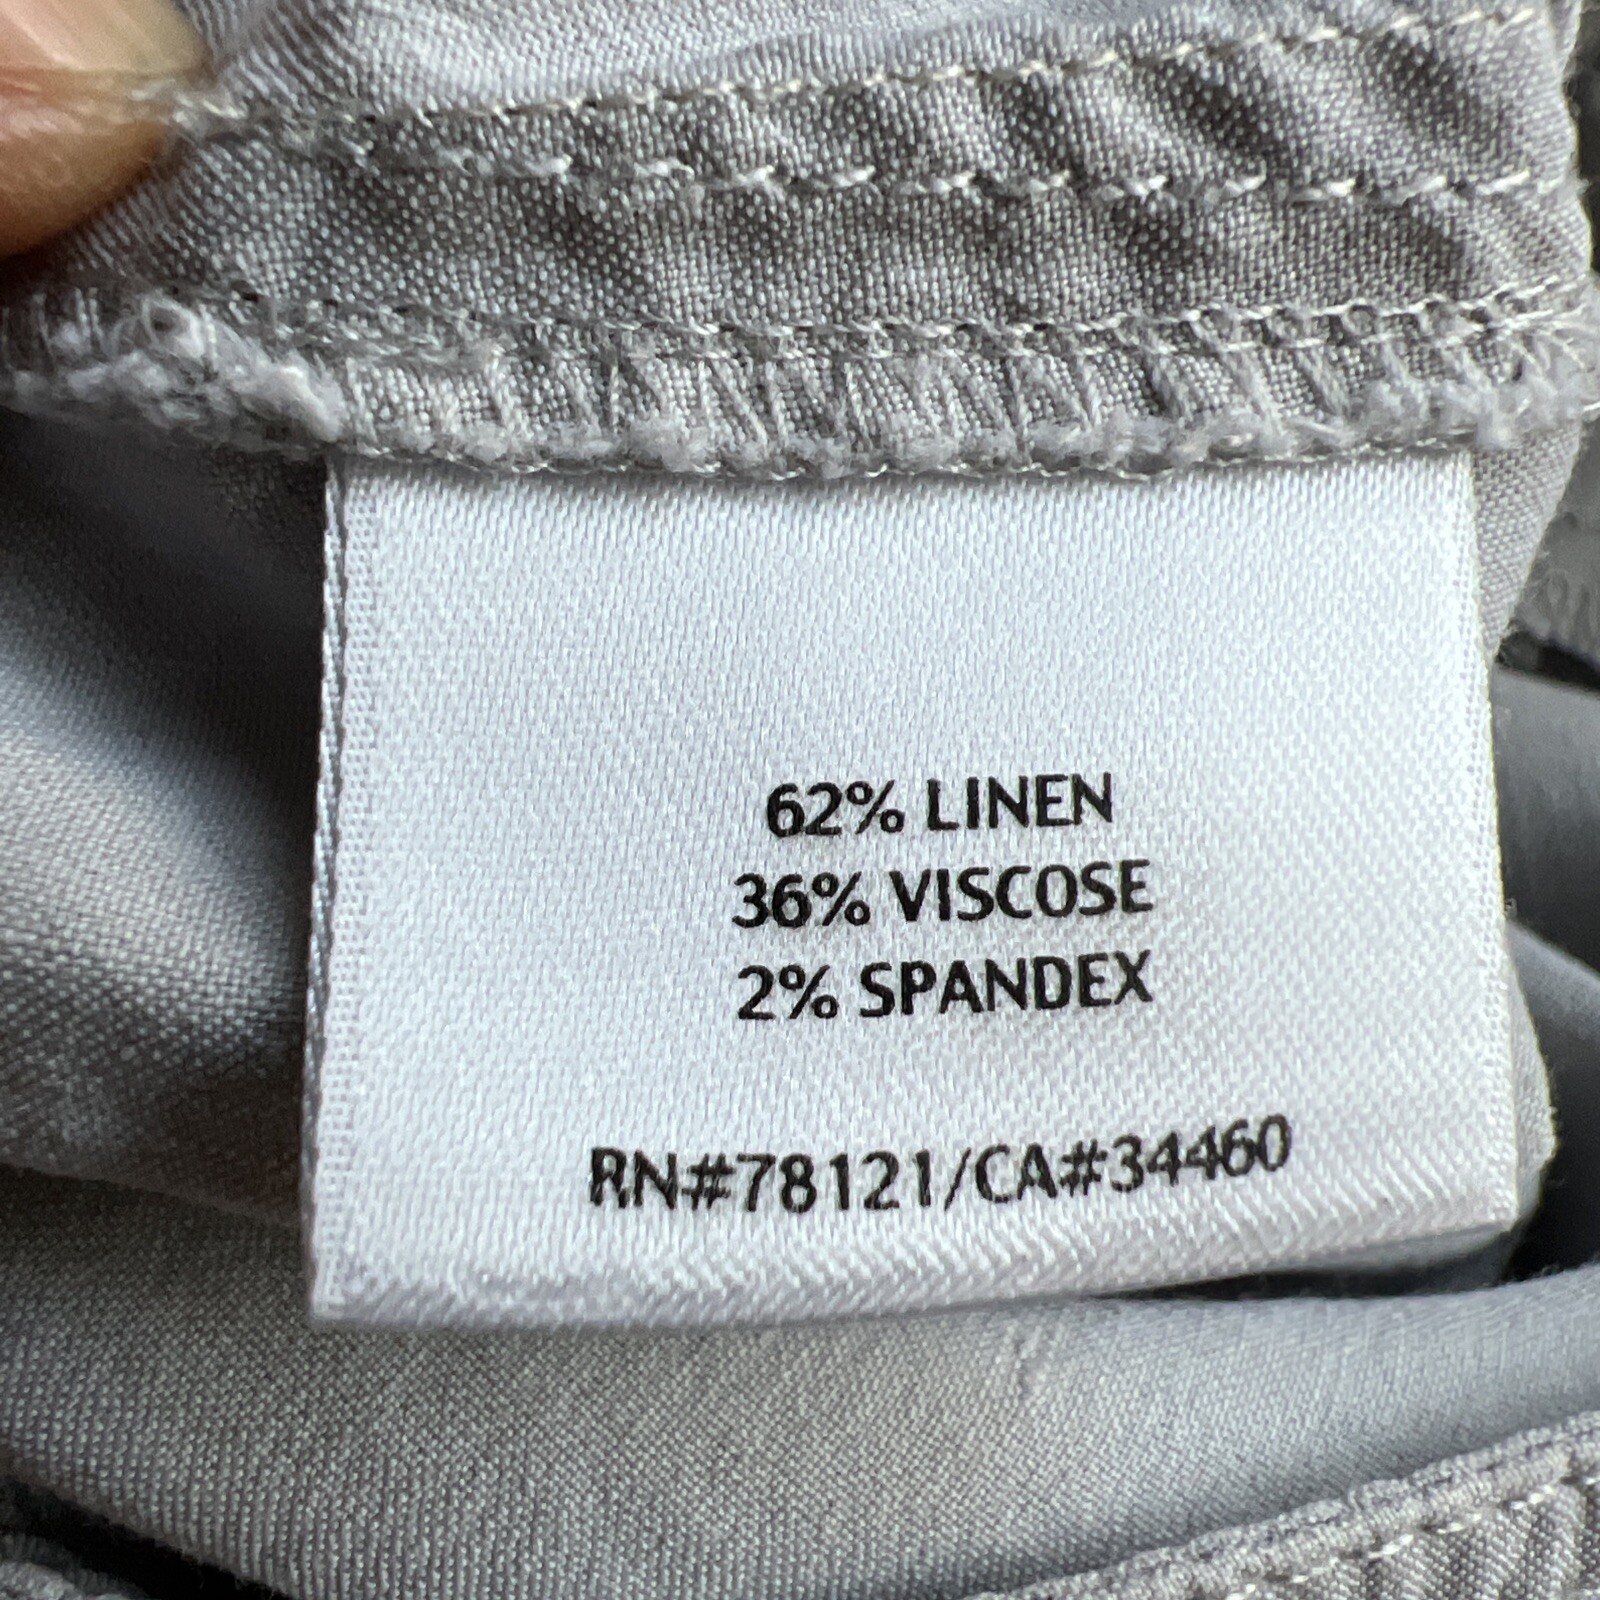 62% LINEN
36% VISCOSE
2% SPANDEX
RN#78121/CA#34460